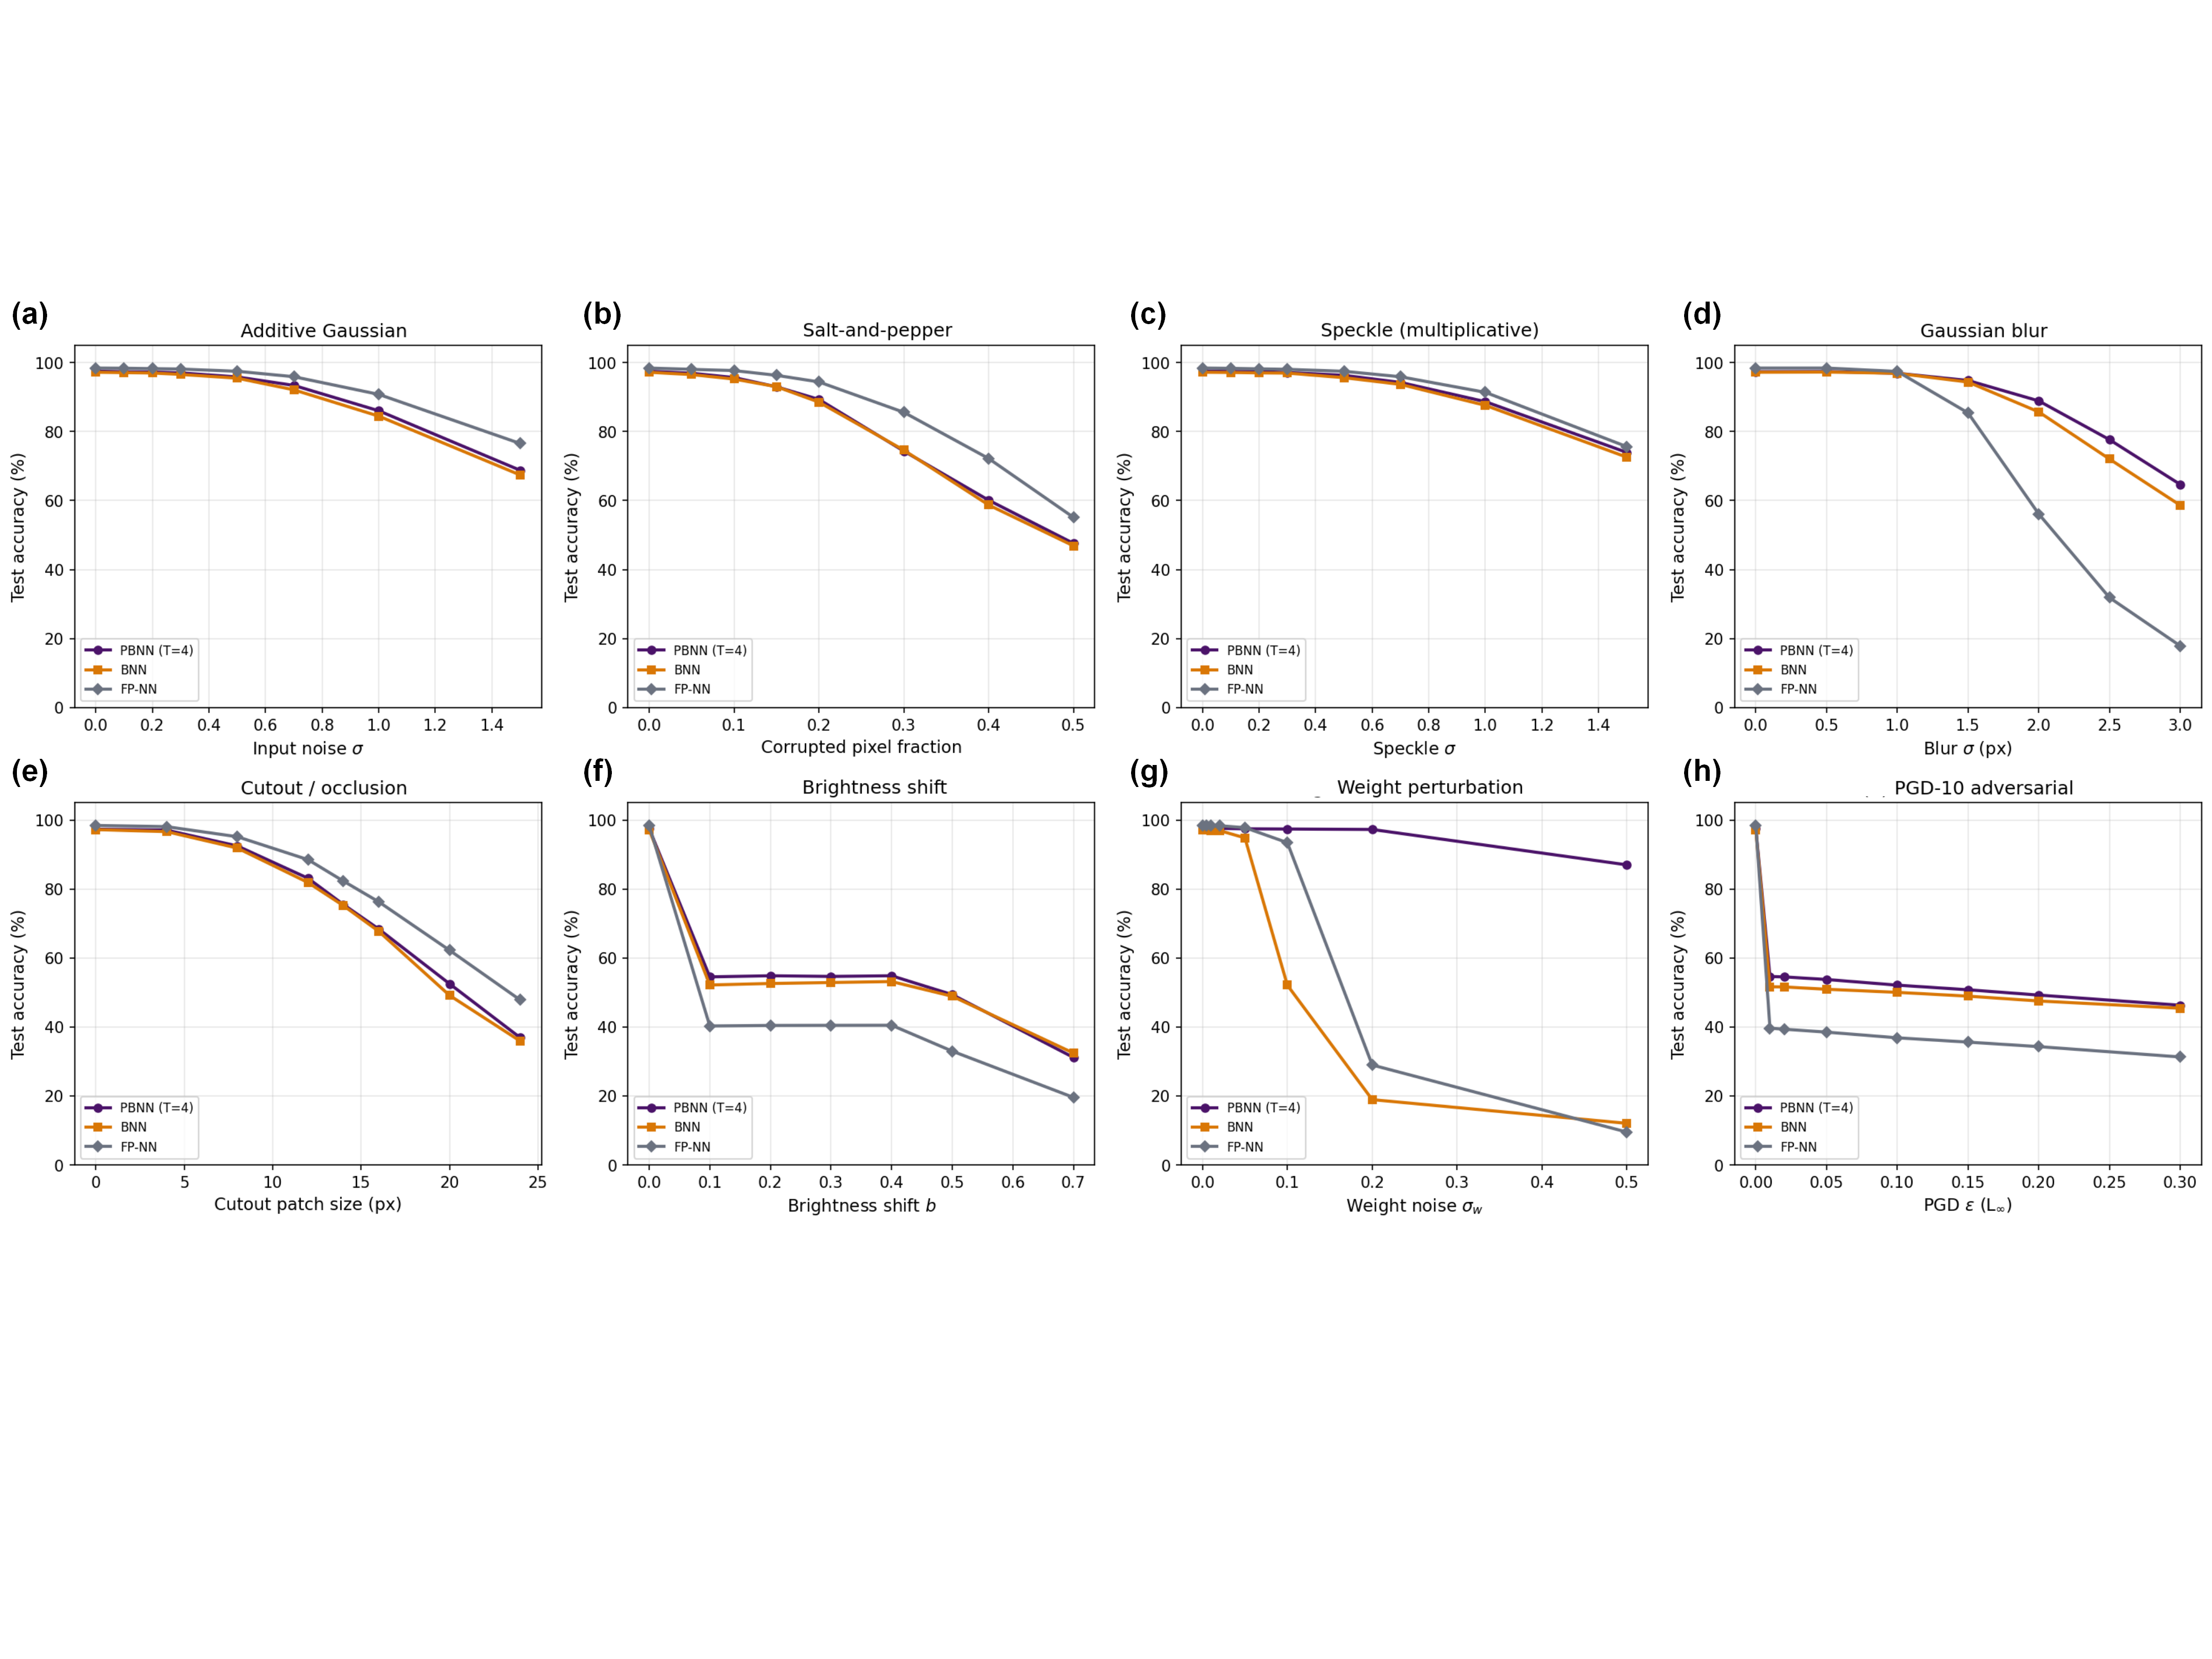 (a)
Additive Gaussian
Test accuracy (%)
100
80
60
40
20
0
PBNN (T=4)
BNN
FP-NN
0.0 0.2 0.4 0.6 0.8 1.0 1.2 1.4
Input noise σ
(b)
Salt-and-pepper
Test accuracy (%)
100
80
60
40
20
0
PBNN (T=4)
BNN
FP-NN
0.0 0.1 0.2 0.3 0.4 0.5
Corrupted pixel fraction
(c)
Speckle (multiplicative)
Test accuracy (%)
100
80
60
40
20
0
PBNN (T=4)
BNN
FP-NN
0.0 0.2 0.4 0.6 0.8 1.0 1.2 1.4
Speckle σ
(d)
Gaussian blur
Test accuracy (%)
100
80
60
40
20
0
PBNN (T=4)
BNN
FP-NN
0.0 0.5 1.0 1.5 2.0 2.5 3.0
Blur σ (px)
(e)
Cutout / occlusion
Test accuracy (%)
100
80
60
40
20
0
PBNN (T=4)
BNN
FP-NN
0 5 10 15 20 25
Cutout patch size (px)
(f)
Brightness shift
Test accuracy (%)
100
80
60
40
20
0
PBNN (T=4)
BNN
FP-NN
0.0 0.1 0.2 0.3 0.4 0.5 0.6 0.7
Brightness shift b
(g)
Weight perturbation
Test accuracy (%)
100
80
60
40
20
0
PBNN (T=4)
BNN
FP-NN
0.0 0.1 0.2 0.3 0.4 0.5
Weight noise σw
(h)
PGD-10 adversarial
Test accuracy (%)
100
80
60
40
20
0
PBNN (T=4)
BNN
FP-NN
0.00 0.05 0.10 0.15 0.20 0.25 0.30
PGD ε (L∞)